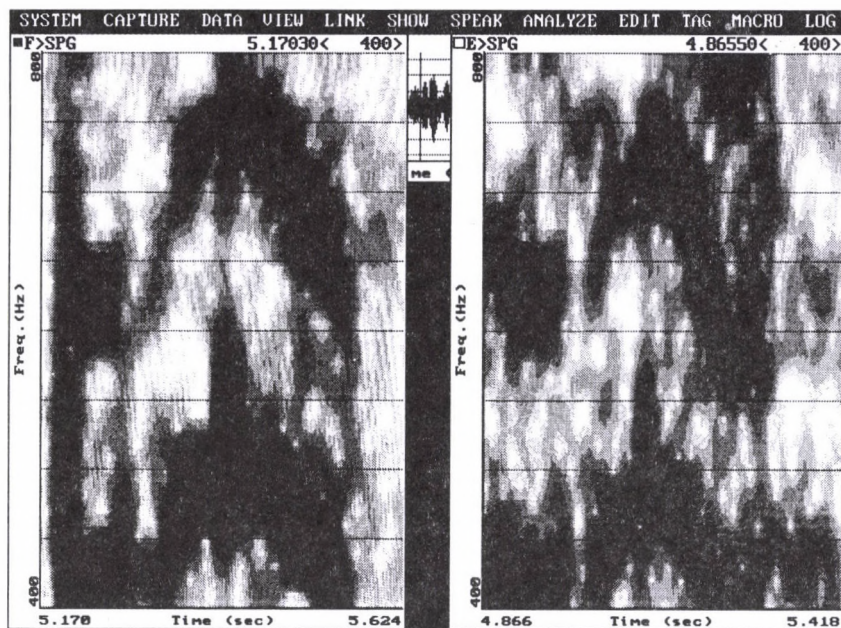 SYSTEM CAPTURE DATA VIEW LINK SHOW SPEAK ANALYZE EDIT TAG MACRO LOG
■F>SPG 5.17030< 400>
□E>SPG 4.86550< 400>
800
Freq.(Hz)
400
5.170 Time (sec) 5.624
me (
800
Freq.(Hz)
400
4.866 Time (sec) 5.418